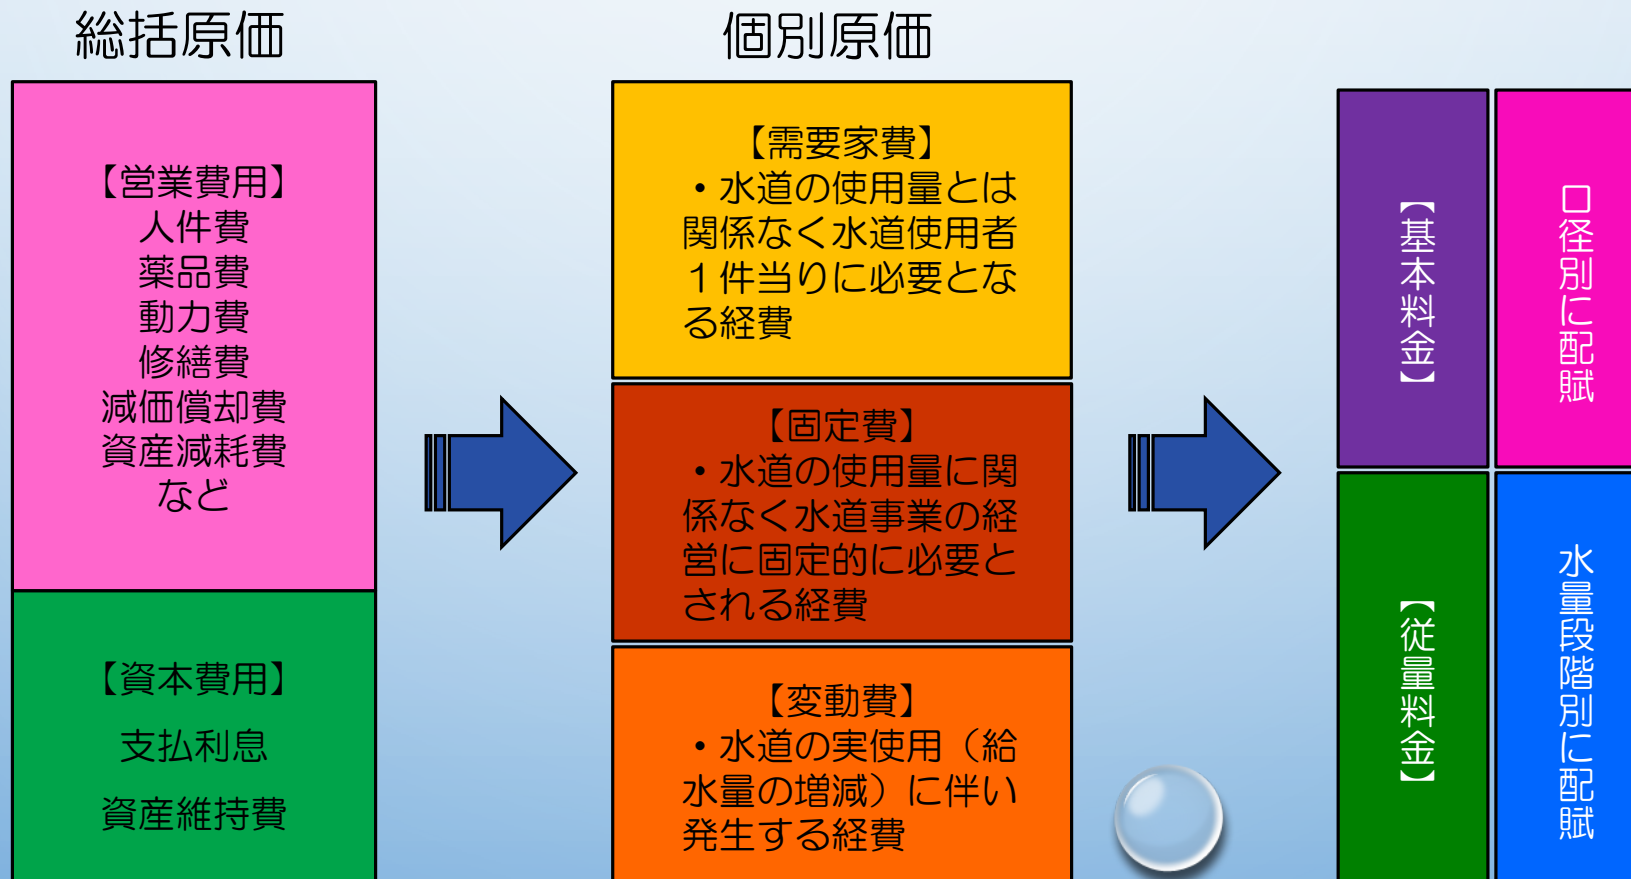 総括原価
【営業費用】
人件費
薬品費
動力費
修繕費
減価償却費
資産減耗費
など
【資本費用】
支払利息
資産維持費
個別原価
【需要家費】
・水道の使用量とは
関係なく水道使用者
１件当りに必要とな
る経費
【固定費】
・水道の使用量に関
係なく水道事業の経
営に固定的に必要と
される経費
【変動費】
・水道の実使用（給
水量の増減）に伴い
発生する経費
【基本料金】
口径別に配賦
【従量料金】
水量段階別に配賦